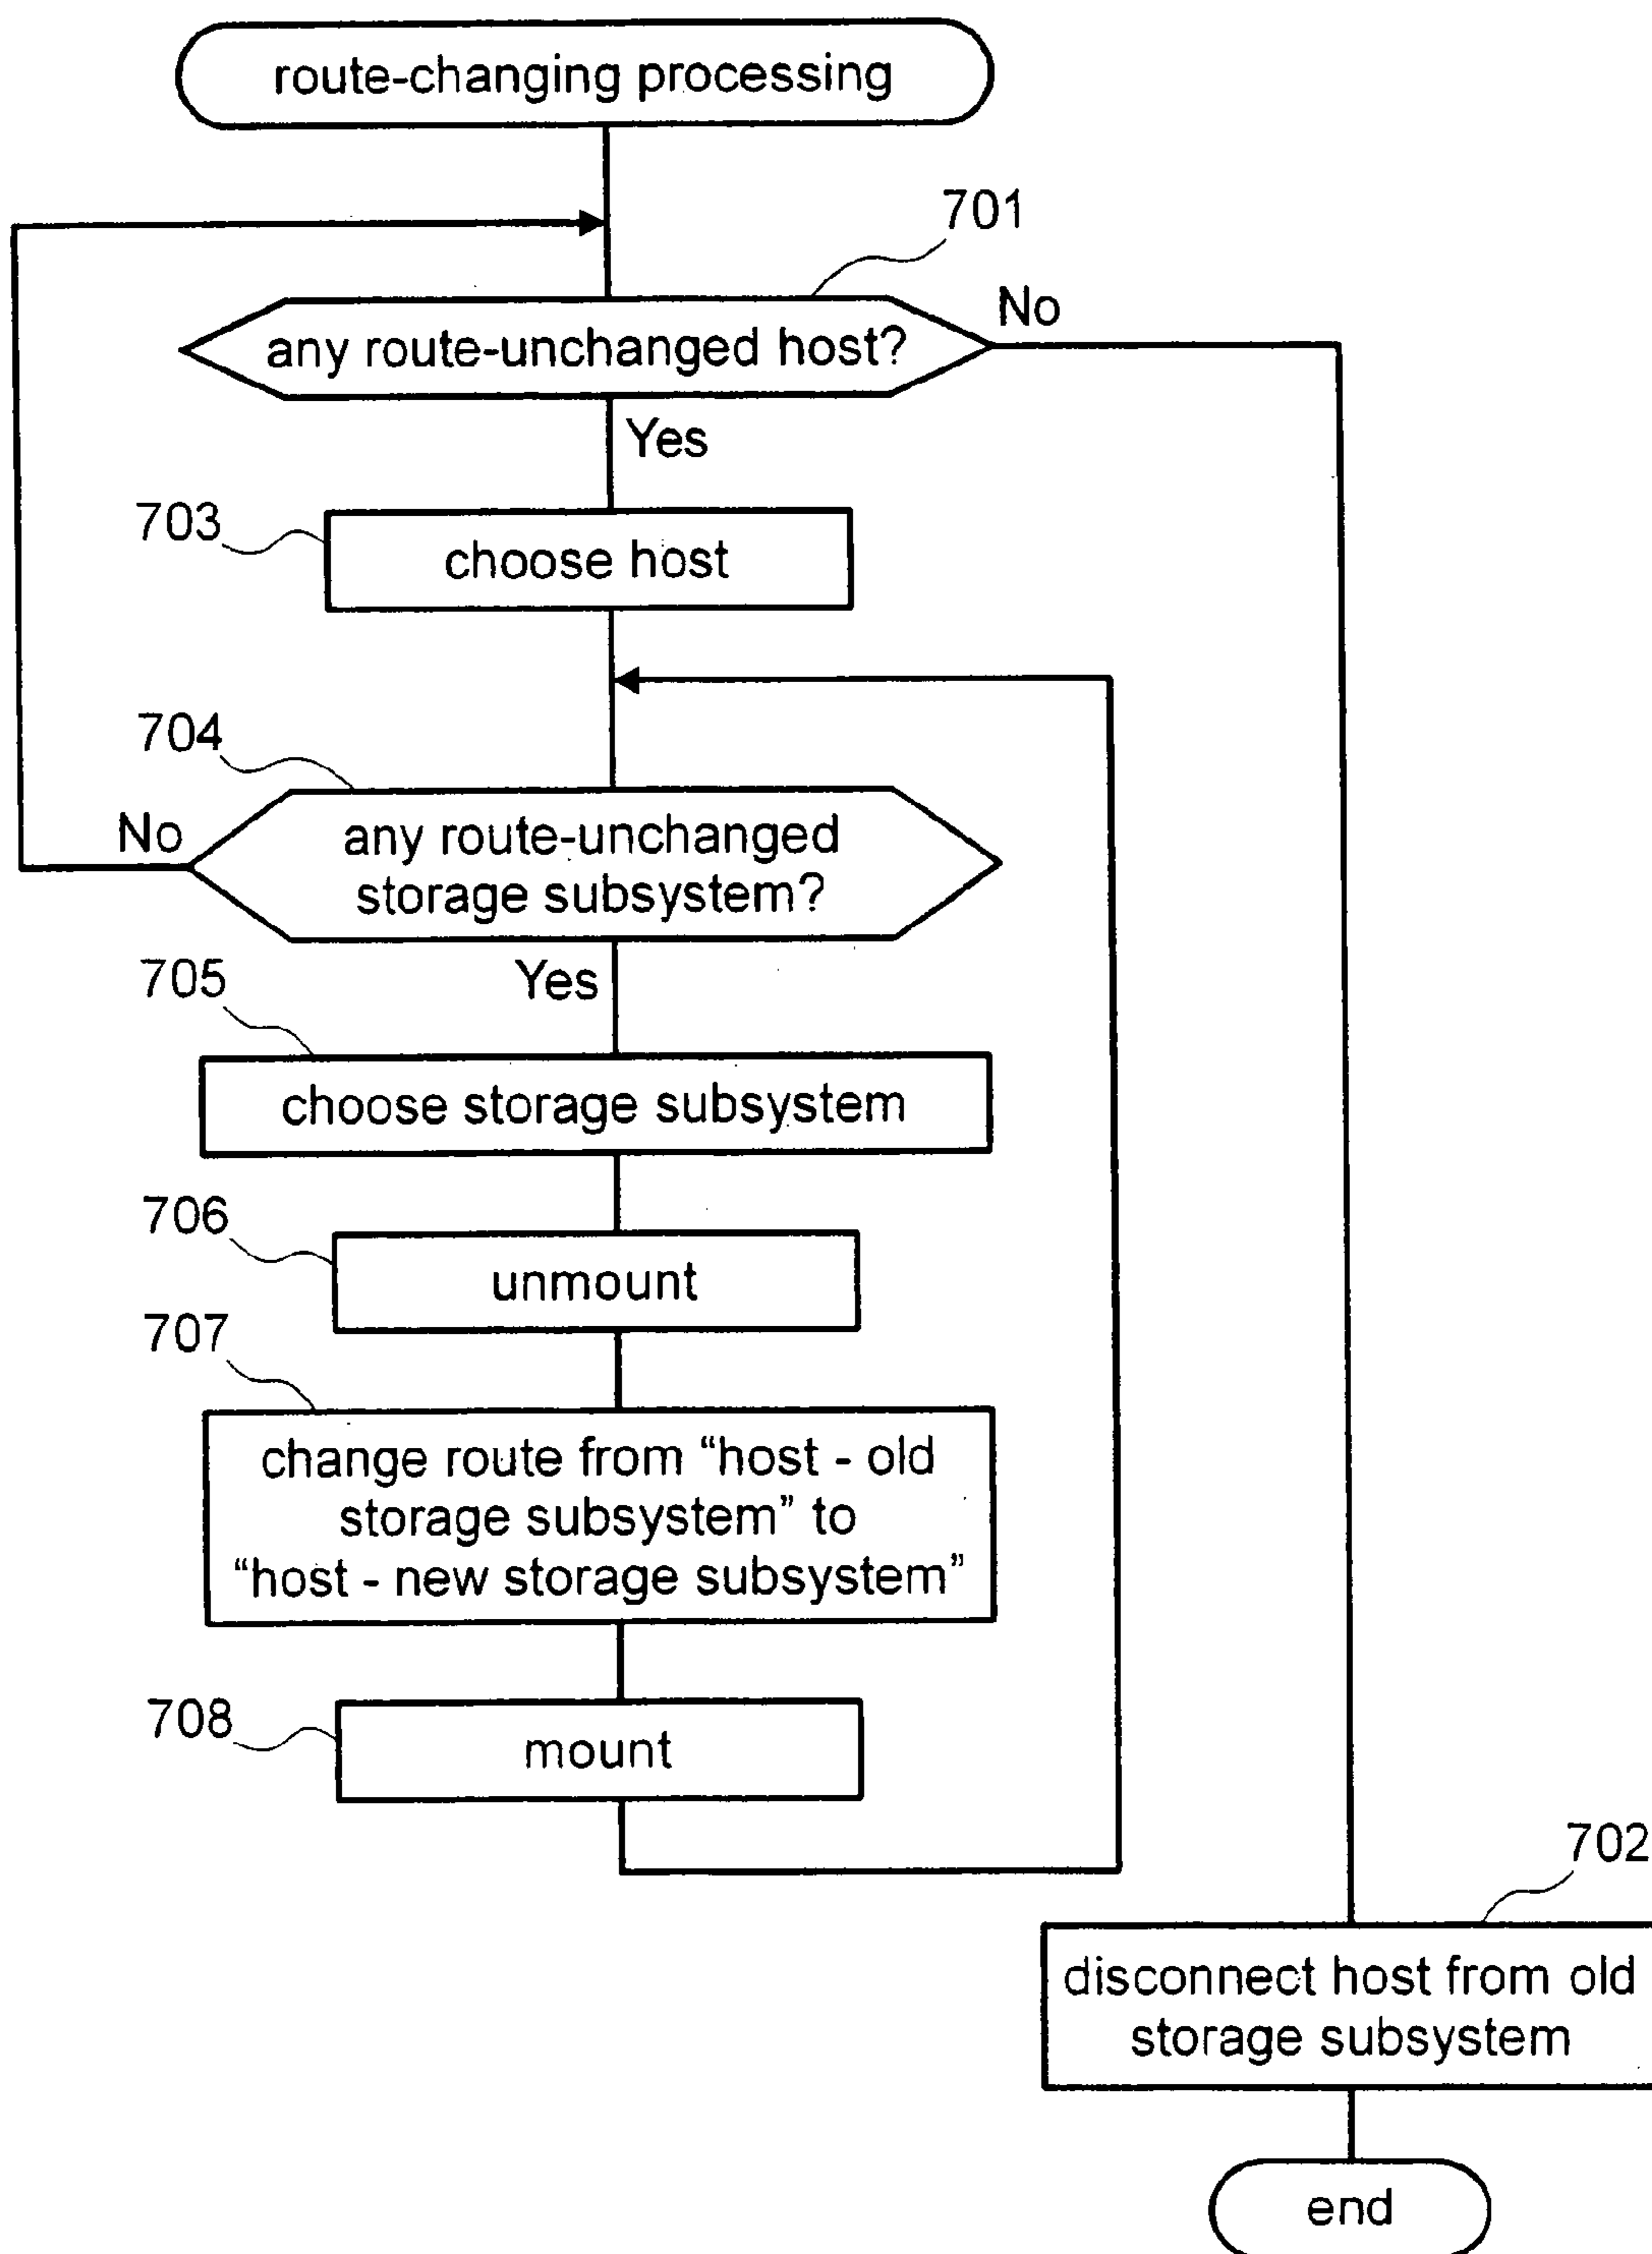 route-changing processing
701
any route-unchanged host?
No
Yes
703
choose host
704
No
any route-unchanged
storage subsystem?
Yes
705
choose storage subsystem
706
unmount
707
change route from “host - old
storage subsystem” to
“host - new storage subsystem”
708
mount
702
disconnect host from old
storage subsystem
end